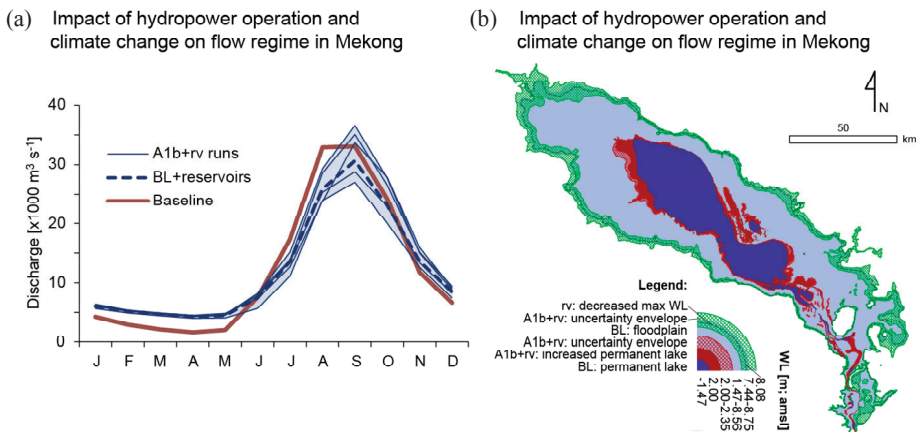 (a) Impact of hydropower operation and
climate change on flow regime in Mekong
40
30
20
10
0
Discharge [x1000 m³ s⁻¹]
A1b+rv runs
BL+reservoirs
Baseline
J F M A M J J A S O N D
(b) Impact of hydropower operation and
climate change on flow regime in Mekong
N
50
km
Legend:
rv: decreased max WL
A1b+rv: uncertainty envelope
BL: floodplain
A1b+rv: uncertainty envelope
A1b+rv: increased permanent lake
BL: permanent lake
-1.47
2.00
2.00-2.35
1.47-8.56
7.44-8.75
8.08
WL [m; amsl]